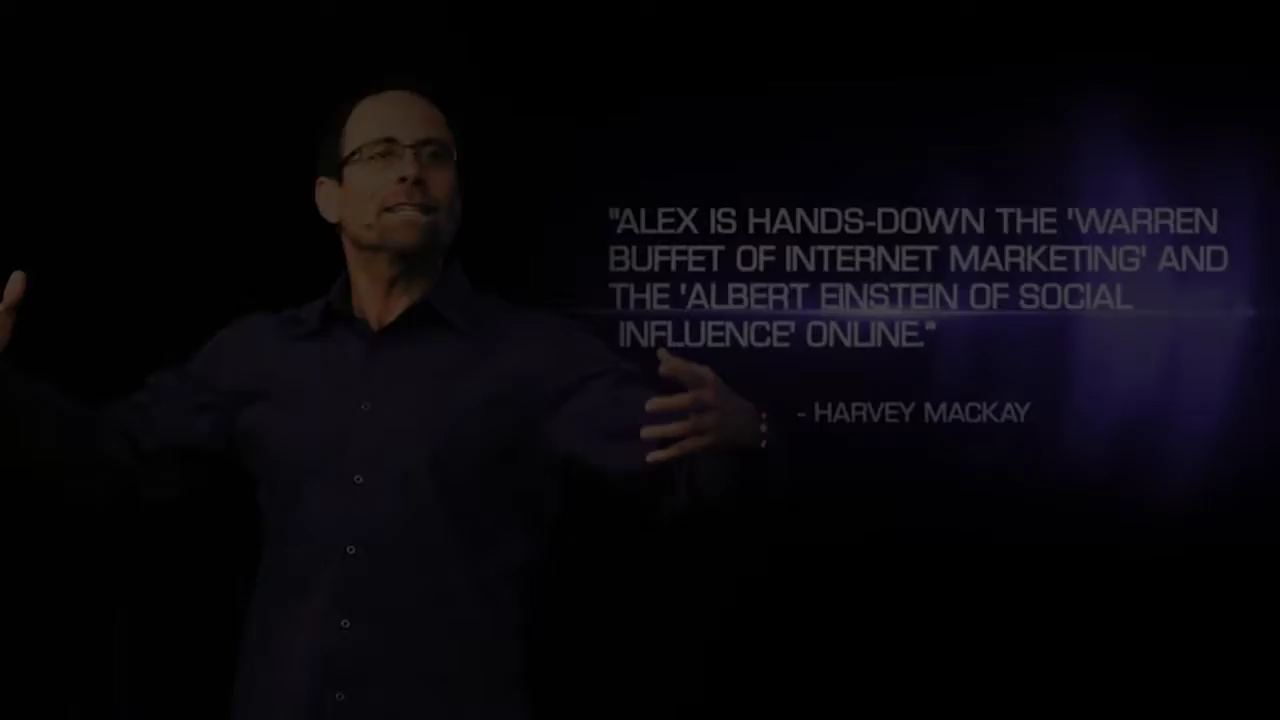 "ALEX IS HANDS-DOWN THE 'WARREN
BUFFET OF INTERNET MARKETING' AND
THE 'ALBERT EINSTEIN OF SOCIAL
INFLUENCE' ONLINE."
- HARVEY MACKAY